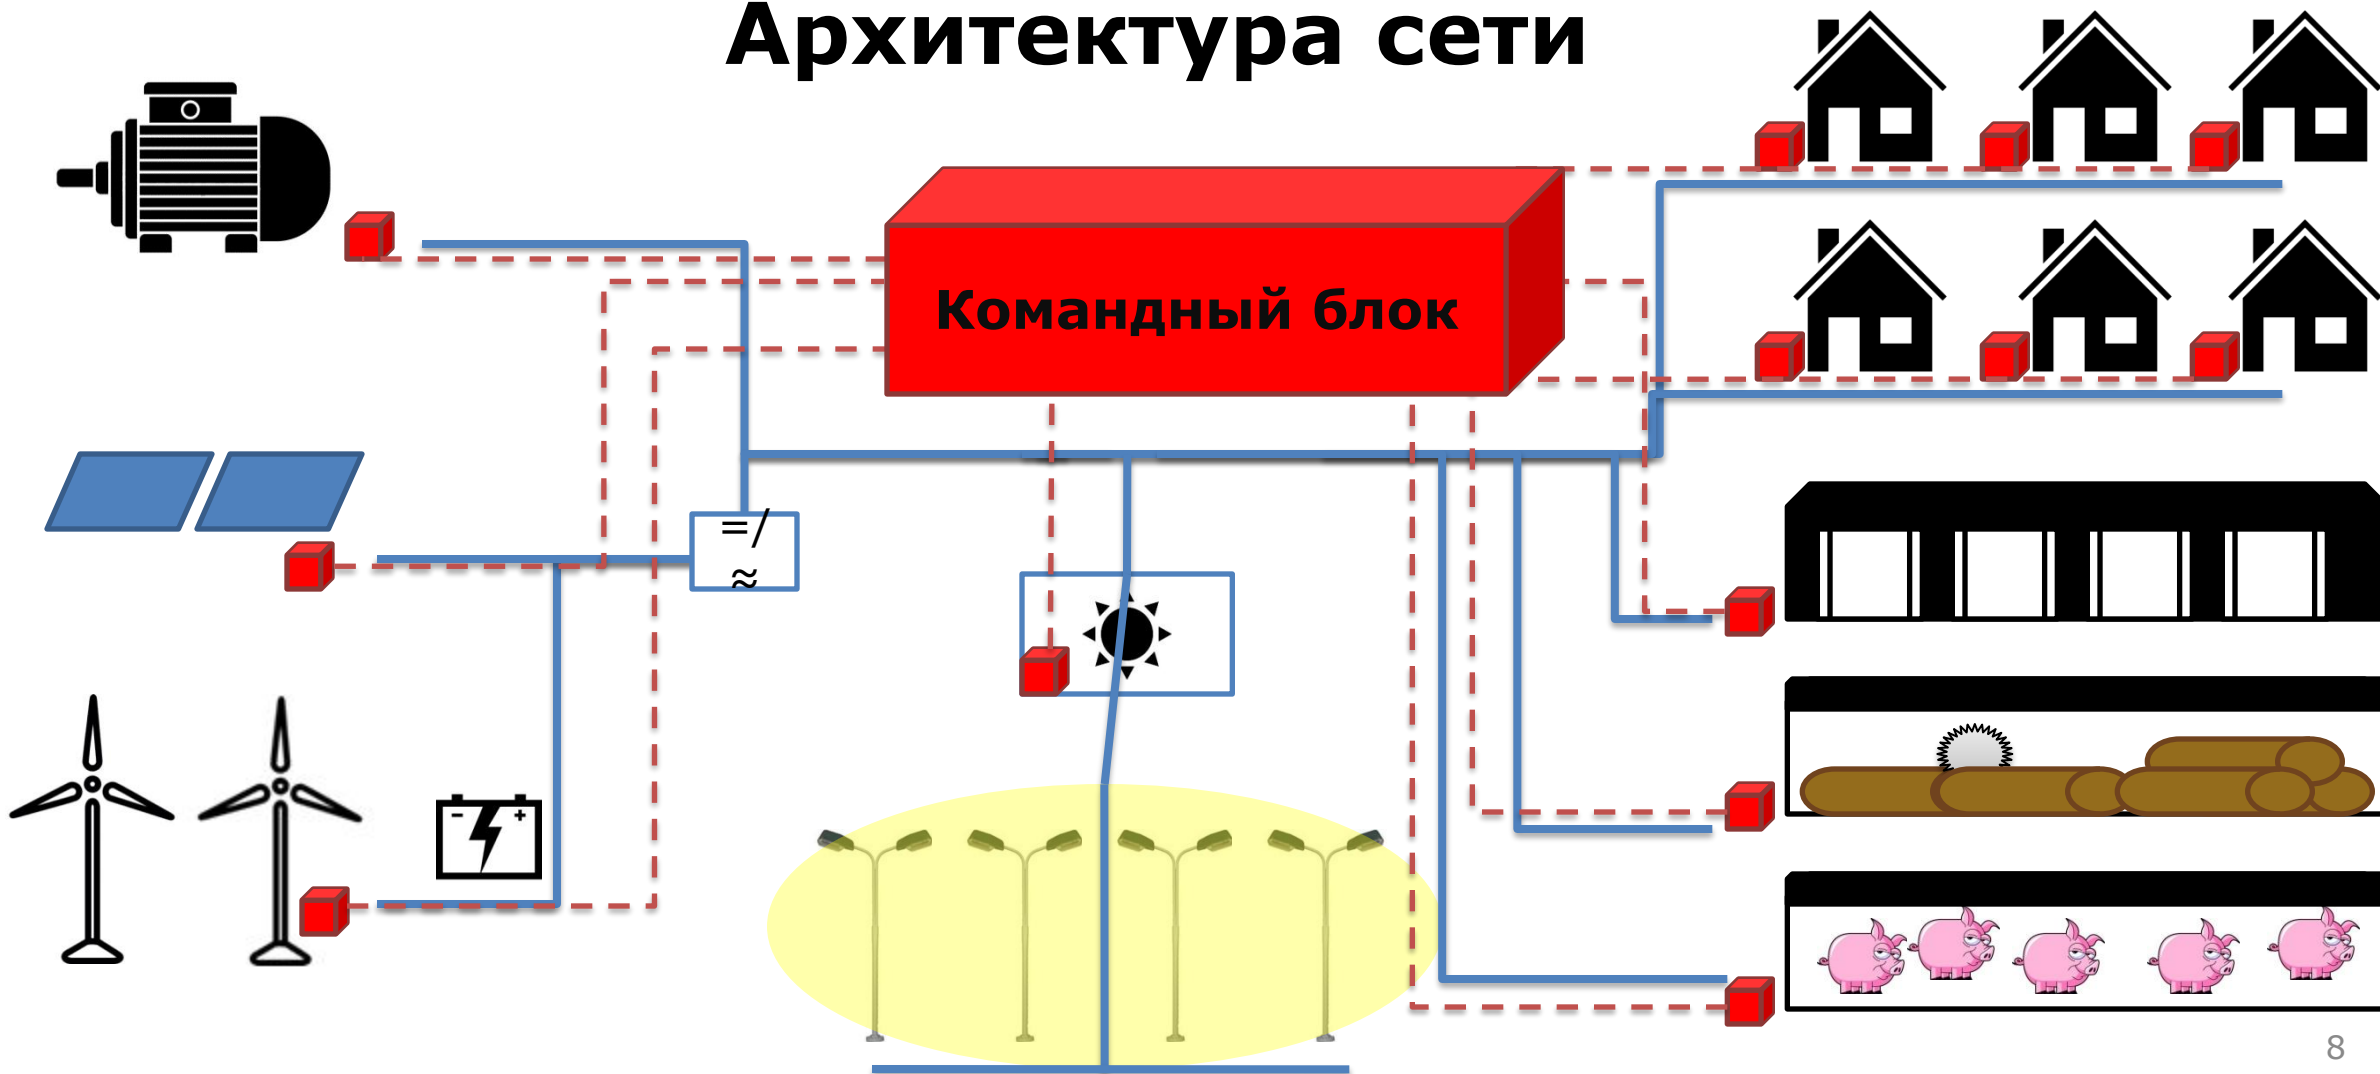 Архитектура сети
Командный блок
=/
≈
- +
8